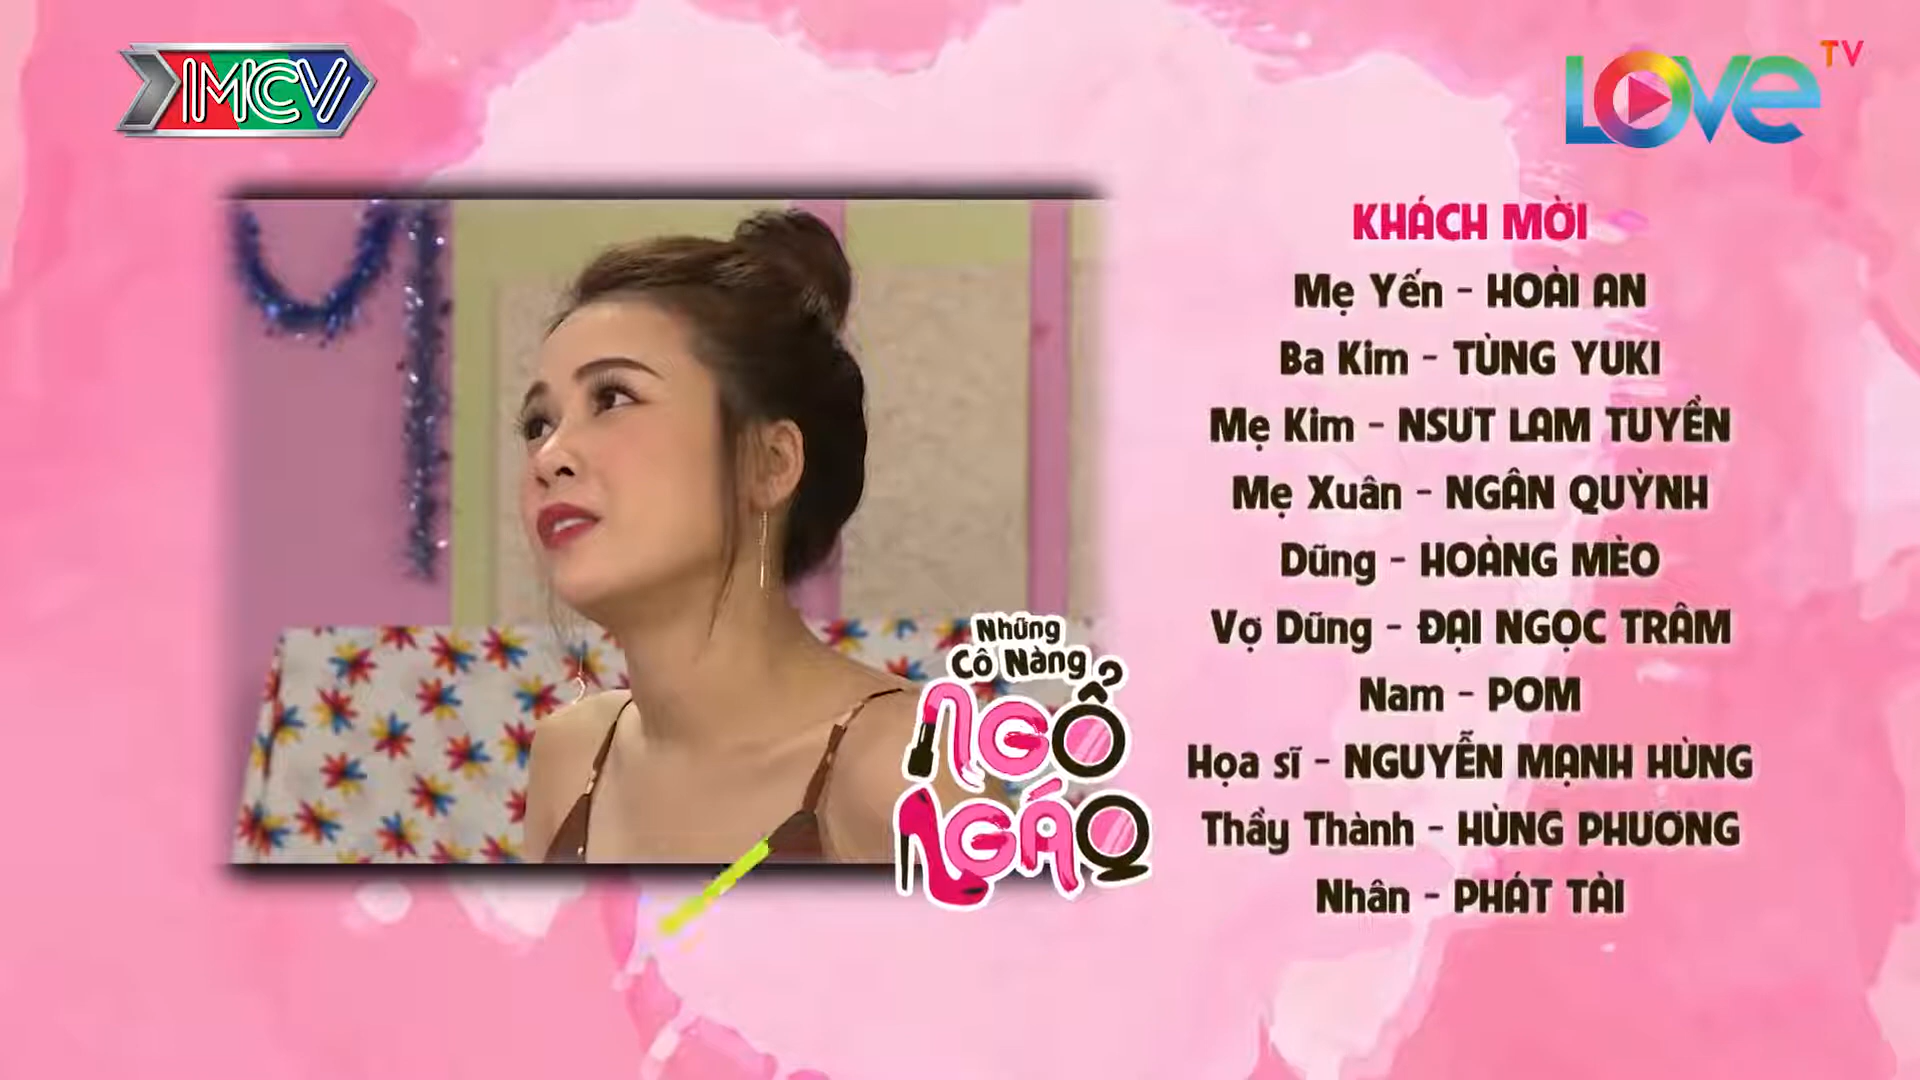 MCV
LOVE TV
KHÁCH MỜI
Mẹ Yến - HOÀI AN
Ba Kim - TÙNG YUKI
Mẹ Kim - NSƯT LAM TUYỀN
Mẹ Xuân - NGÂN QUỲNH
Dũng - HOÀNG MÈO
Vợ Dũng - ĐẠI NGỌC TRÂM
Nam - POM
Họa sĩ - NGUYỄN MẠNH HÙNG
Thầy Thành - HÙNG PHƯƠNG
Nhân - PHÁT TÀI
Những
Cô Nàng
NGỔ
NGÁO